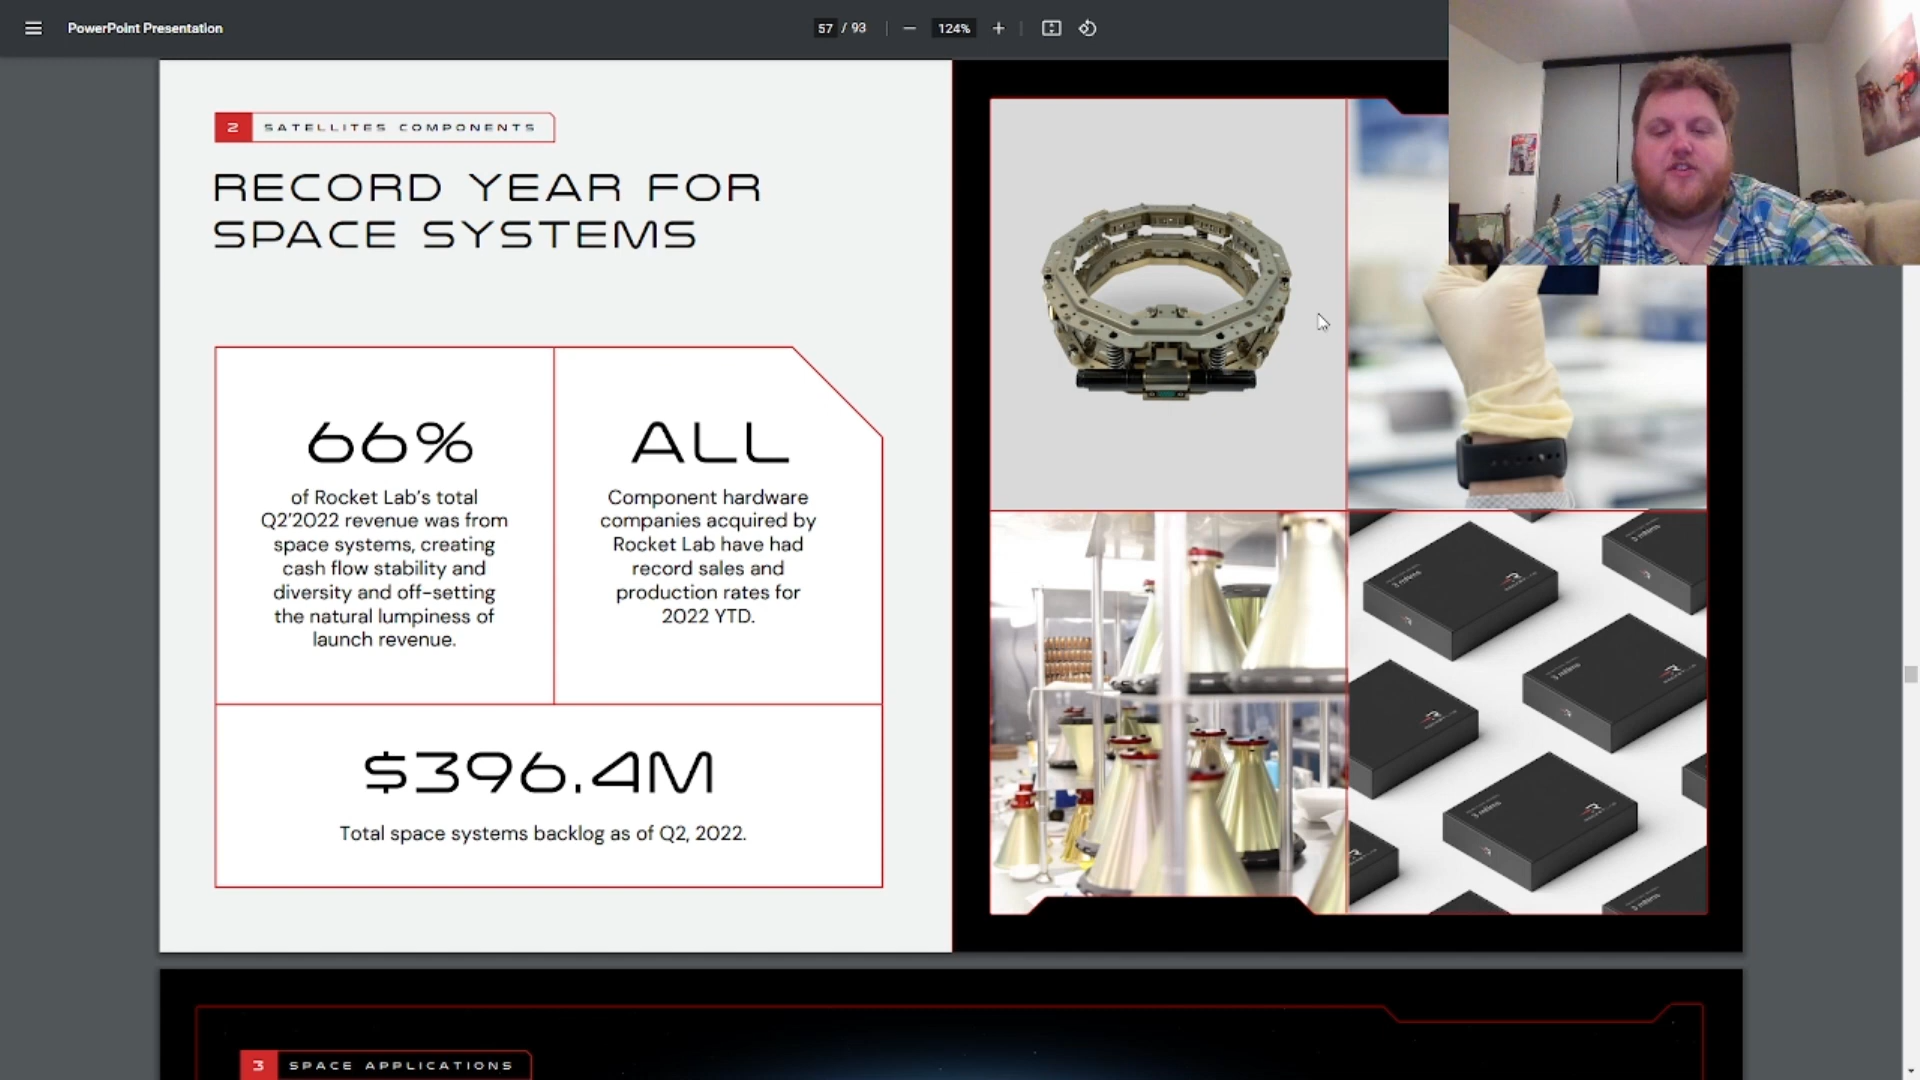 PowerPoint Presentation
57 / 93
124%
2 SATELLITES COMPONENTS
RECORD YEAR FOR
SPACE SYSTEMS
66%
of Rocket Lab's total
Q2'2022 revenue was from
space systems, creating
cash flow stability and
diversity and off-setting
the natural lumpiness of
launch revenue.
ALL
Component hardware
companies acquired by
Rocket Lab have had
record sales and
production rates for
2022 YTD.
$396.4M
Total space systems backlog as of Q2, 2022.
3 SPACE APPLICATIONS